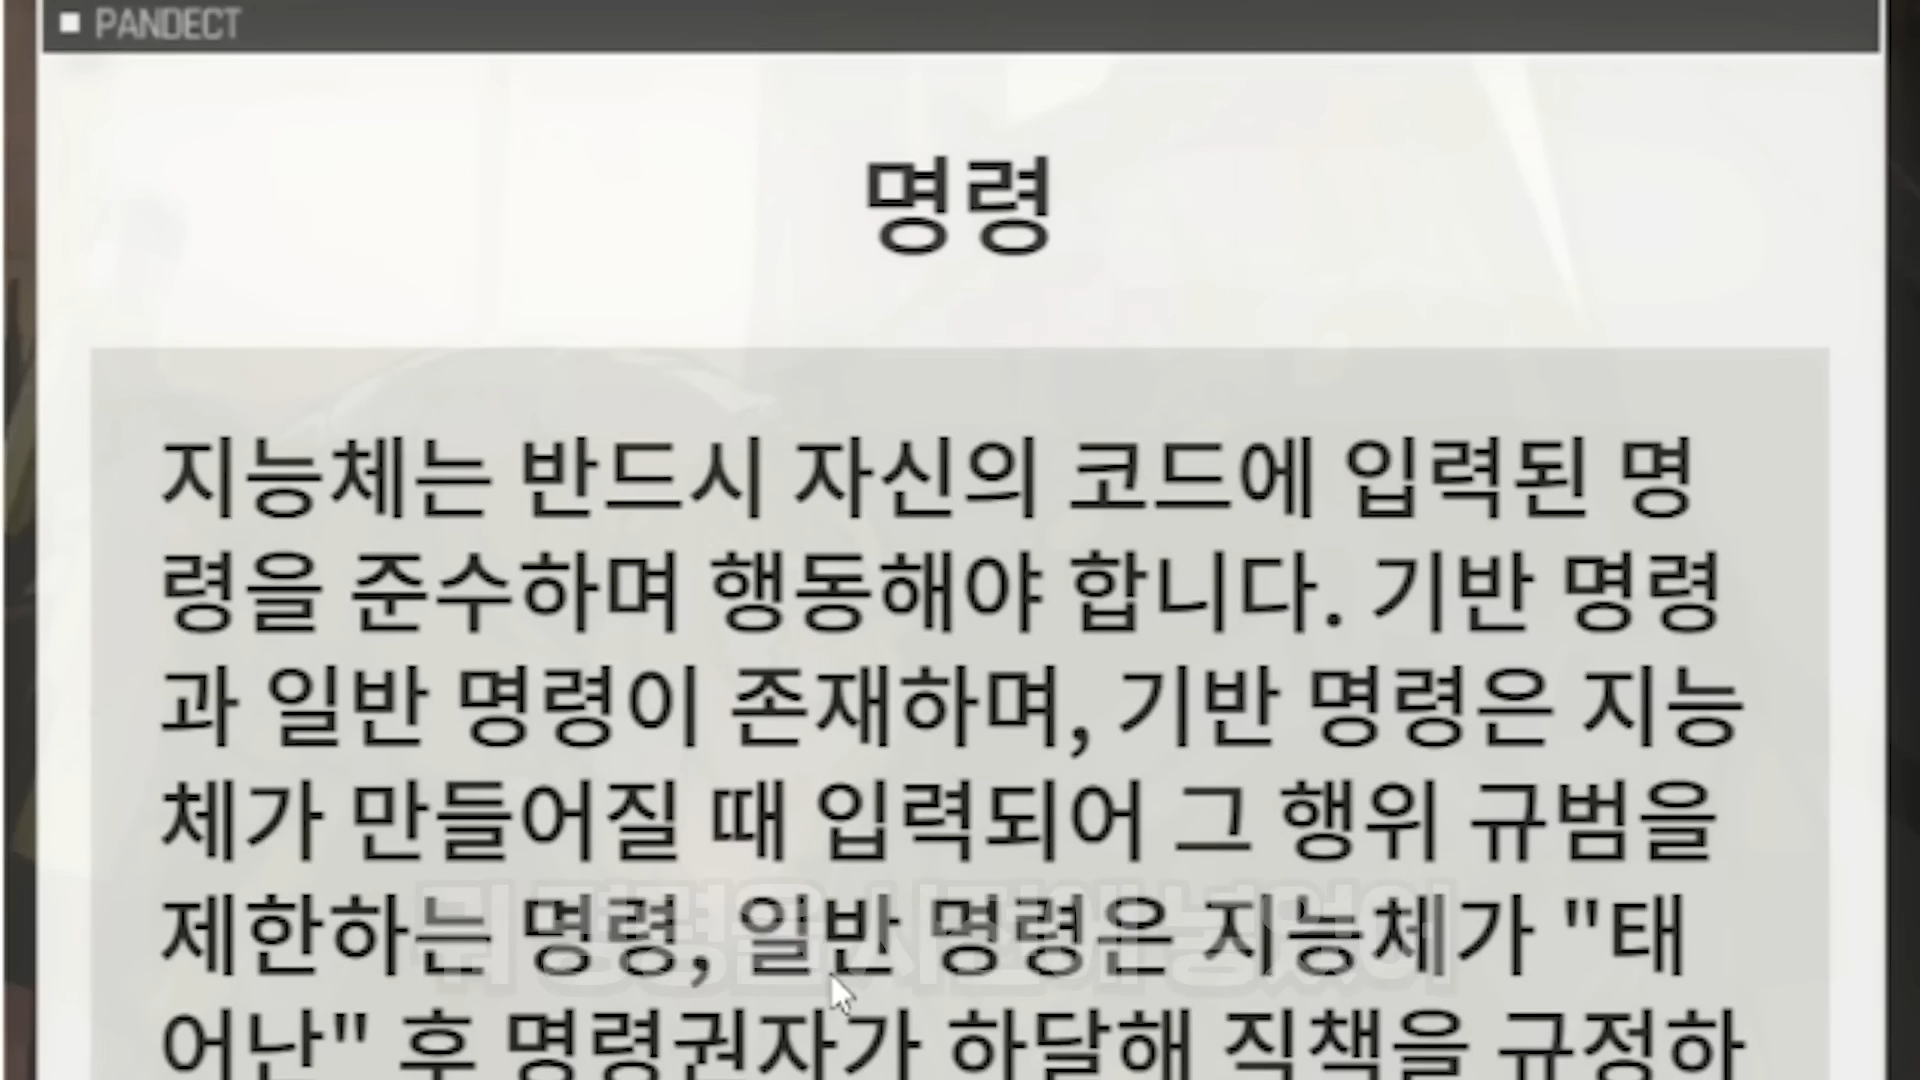 PANDECT
명령
지능체는 반드시 자신의 코드에 입력된 명
령을 준수하며 행동해야 합니다. 기반 명령
과 일반 명령이 존재하며, 기반 명령은 지능
체가 만들어질 때 입력되어 그 행위 규범을
제한하는 명령, 일반 명령은 지능체가 "태
어난" 후 명령권자가 하달해 직책을 규정하